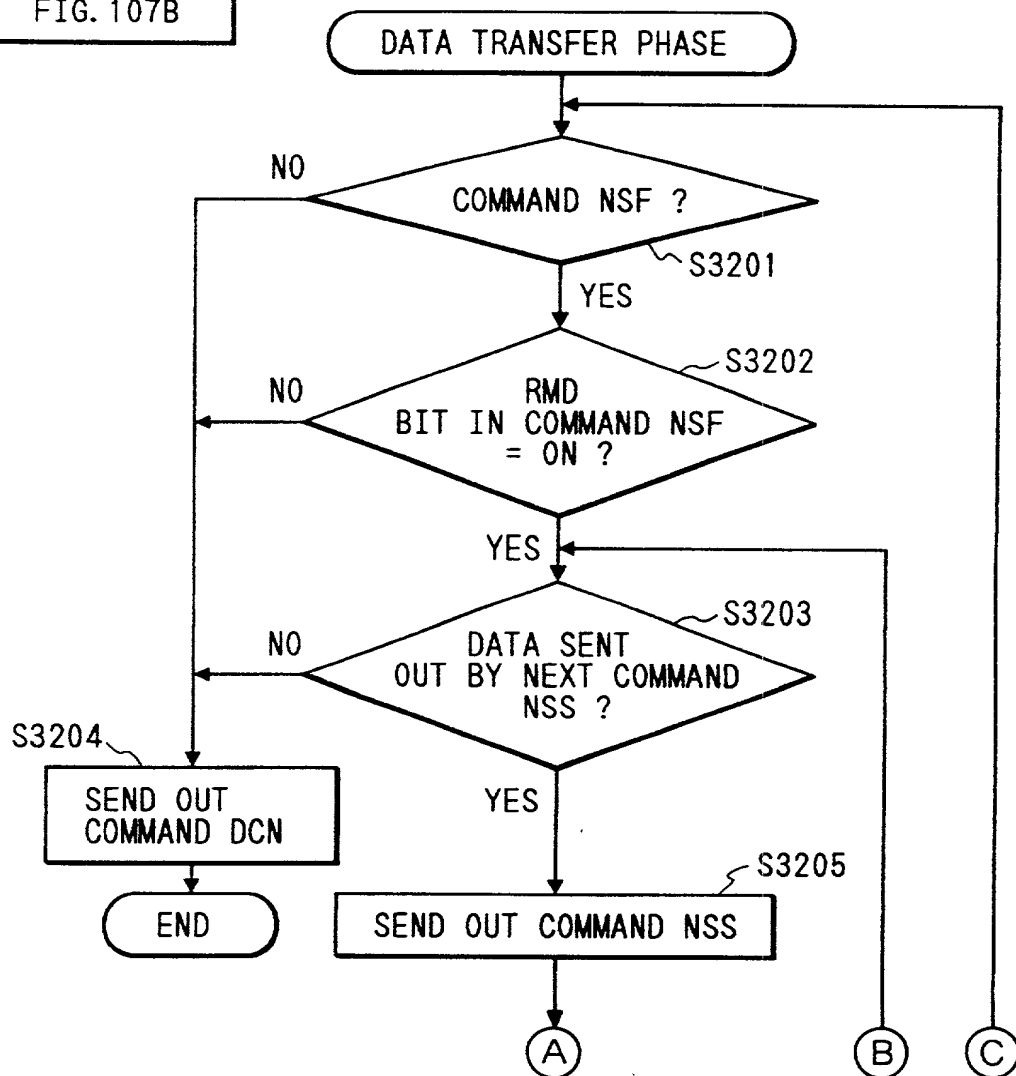 FIG. 107B
DATA TRANSFER PHASE
NO
COMMAND NSF ?
S3201
YES
S3202
NO
RMD
BIT IN COMMAND NSF
= ON ?
YES
S3203
NO
DATA SENT
OUT BY NEXT COMMAND
NSS ?
S3204
YES
SEND OUT
COMMAND DCN
S3205
END
SEND OUT COMMAND NSS
A
B
C